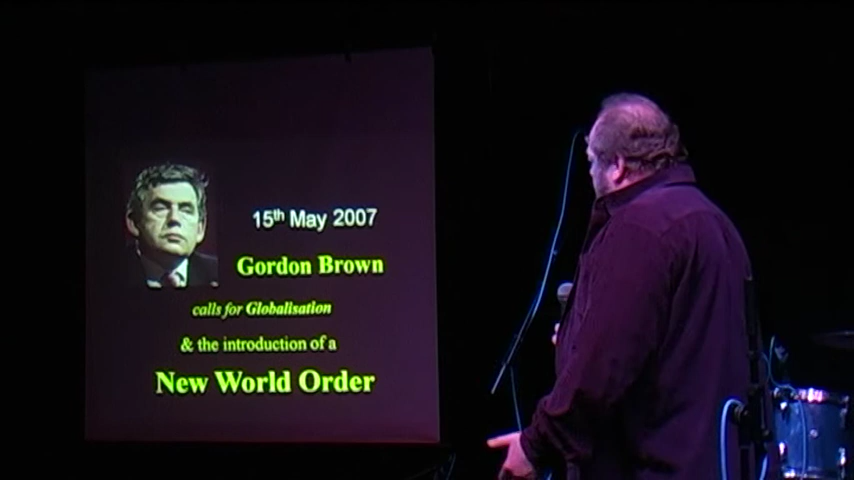 15th May 2007
Gordon Brown
calls for Globalisation
& the introduction of a
New World Order